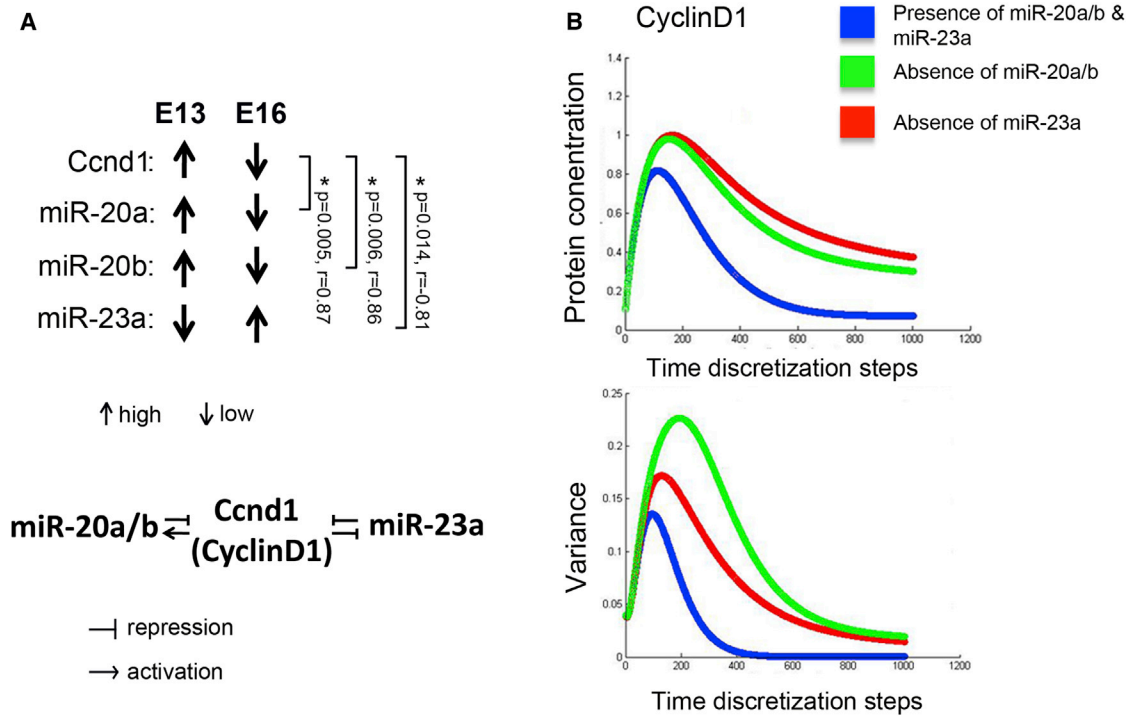 A
E13 E16
Ccnd1:
miR-20a:
miR-20b:
miR-23a:
* p=0.005, r=0.87
* p=0.006, r=0.86
* p=0.014, r=-0.81
high low
miR-20a/b Ccnd1 miR-23a
(CyclinD1)
repression
activation
B CyclinD1
Presence of miR-20a/b &
miR-23a
Absence of miR-20a/b
Absence of miR-23a
Protein conentration
1.4
1.2
1
0.8
0.6
0.4
0.2
0
0 200 400 600 800 1000 1200
Time discretization steps
Variance
0.25
0.2
0.15
0.1
0.05
0
0 200 400 600 800 1000 1200
Time discretization steps